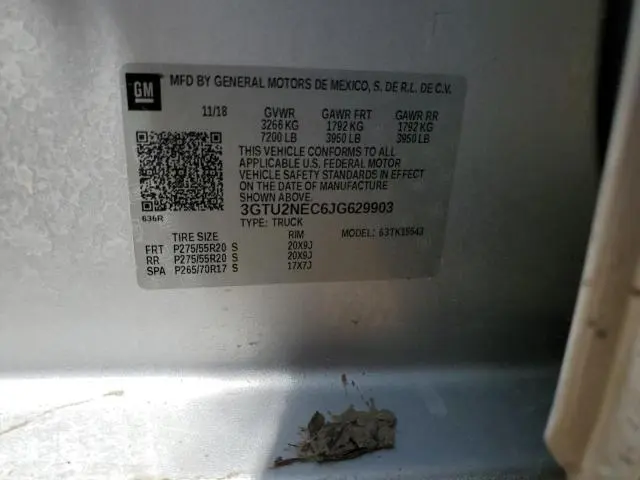 GM
MFD BY GENERAL MOTORS DE MEXICO, S. DE R.L. DE C.V.
11/18 GVWR GAWR FRT GAWR RR
3266 KG 1792 KG 1792 KG
7200 LB 3950 LB 3950 LB
THIS VEHICLE CONFORMS TO ALL
APPLICABLE U.S. FEDERAL MOTOR
VEHICLE SAFETY STANDARDS IN EFFECT
ON THE DATE OF MANUFACTURE
SHOWN ABOVE.
3GTU2NEC6JG629903
636R
TYPE: TRUCK
TIRE SIZE RIM MODEL: 63TK15543
FRT P275/55R20 S 20X9J
RR P275/55R20 S 20X9J
SPA P265/70R17 S 17X7J